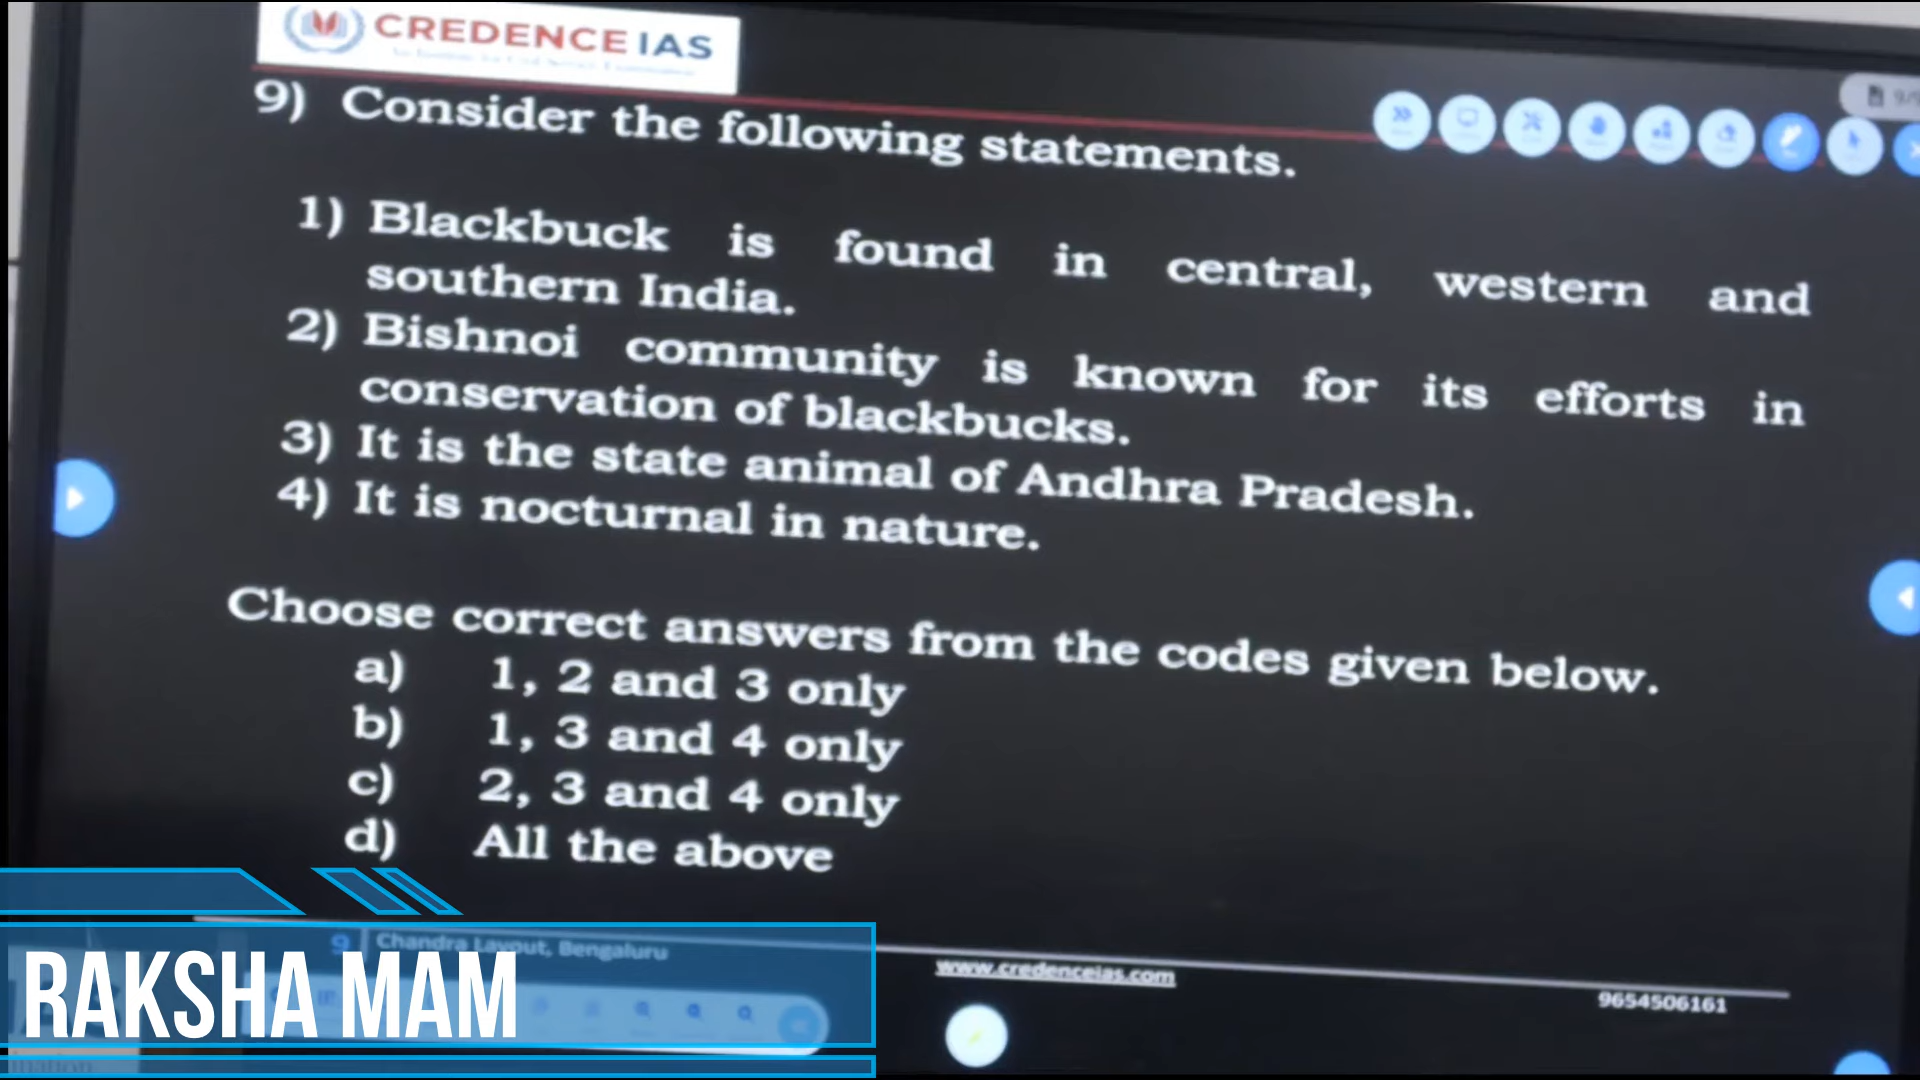 CREDENCE IAS
9) Consider the following statements.
1) Blackbuck is found in central, western and
southern India.
2) Bishnoi community is known for its efforts in
conservation of blackbucks.
3) It is the state animal of Andhra Pradesh.
4) It is nocturnal in nature.
Choose correct answers from the codes given below.
a) 1, 2 and 3 only
b) 1, 3 and 4 only
c) 2, 3 and 4 only
d) All the above
9 Chandra Layout, Bengaluru
www.credenceias.com
9654506161
RAKSHA MAM